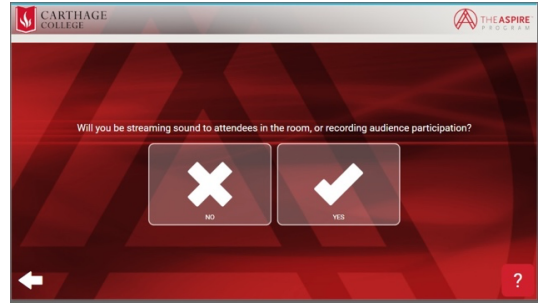 CARTHAGE
COLLEGE
THE ASPIRE
PROGRAM
Will you be streaming sound to attendees in the room, or recording audience participation?
NO
YES
?